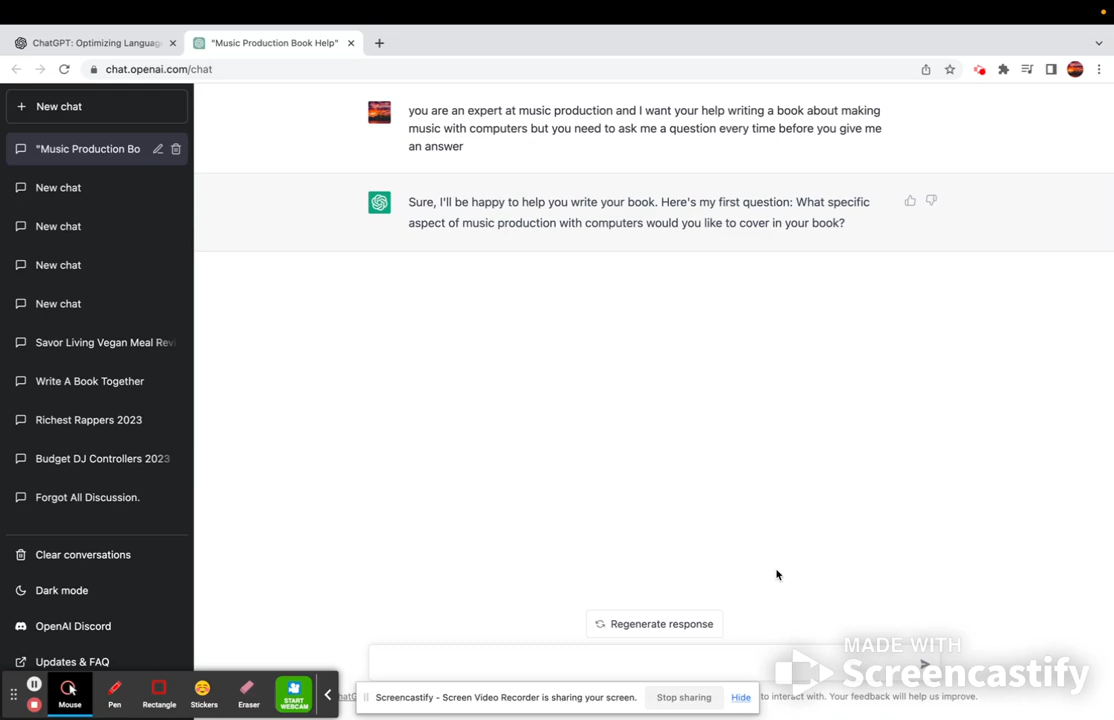 ChatGPT: Optimizing Languag
"Music Production Book Help"
chat.openai.com/chat
New chat
"Music Production Bo
New chat
New chat
New chat
New chat
Savor Living Vegan Meal Rev
Write A Book Together
Richest Rappers 2023
Budget DJ Controllers 2023
Forgot All Discussion.
Clear conversations
Dark mode
OpenAI Discord
Updates & FAQ
you are an expert at music production and I want your help writing a book about making
music with computers but you need to ask me a question every time before you give me
an answer
Sure, I'll be happy to help you write your book. Here's my first question: What specific
aspect of music production with computers would you like to cover in your book?
Regenerate response
MADE WITH
Screencastify
Mouse
Pen
Rectangle
Stickers
Eraser
START
WEBCAM
Screencastify - Screen Video Recorder is sharing your screen.
Stop sharing
Hide
to interact with. Your feedback will help us improve.